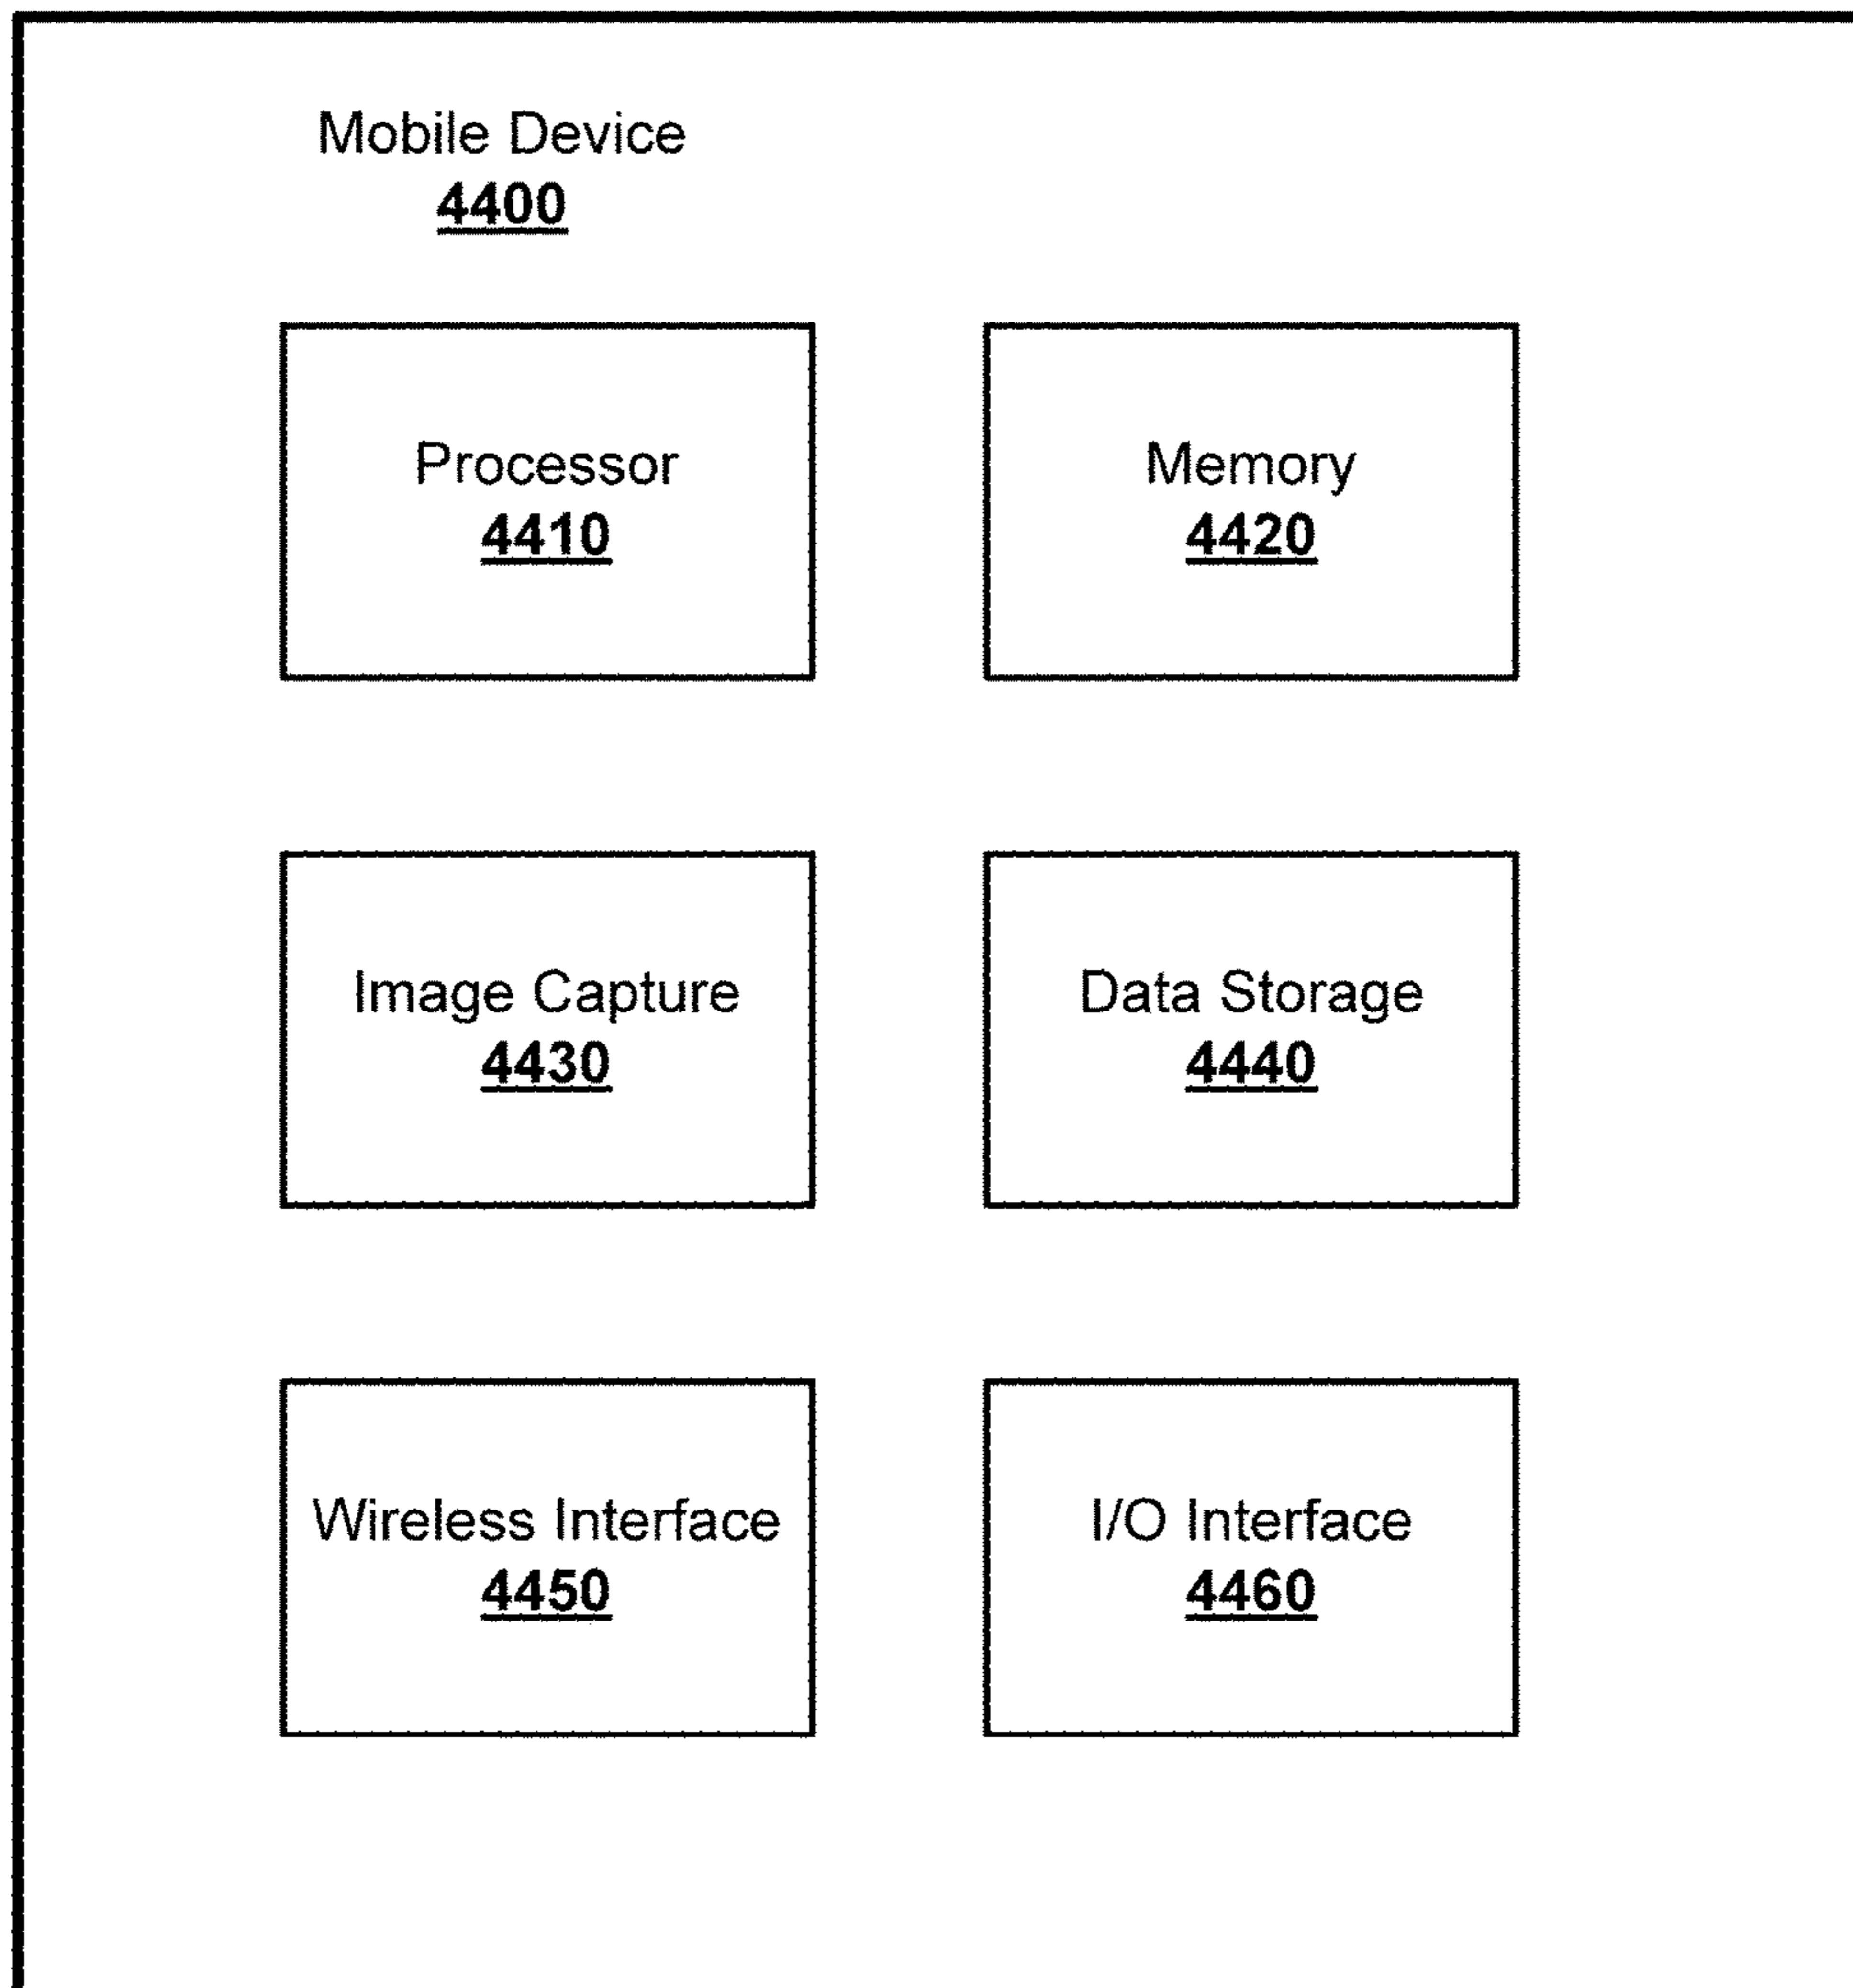 Mobile Device
4400
Processor
4410
Memory
4420
Image Capture
4430
Data Storage
4440
Wireless Interface
4450
I/O Interface
4460